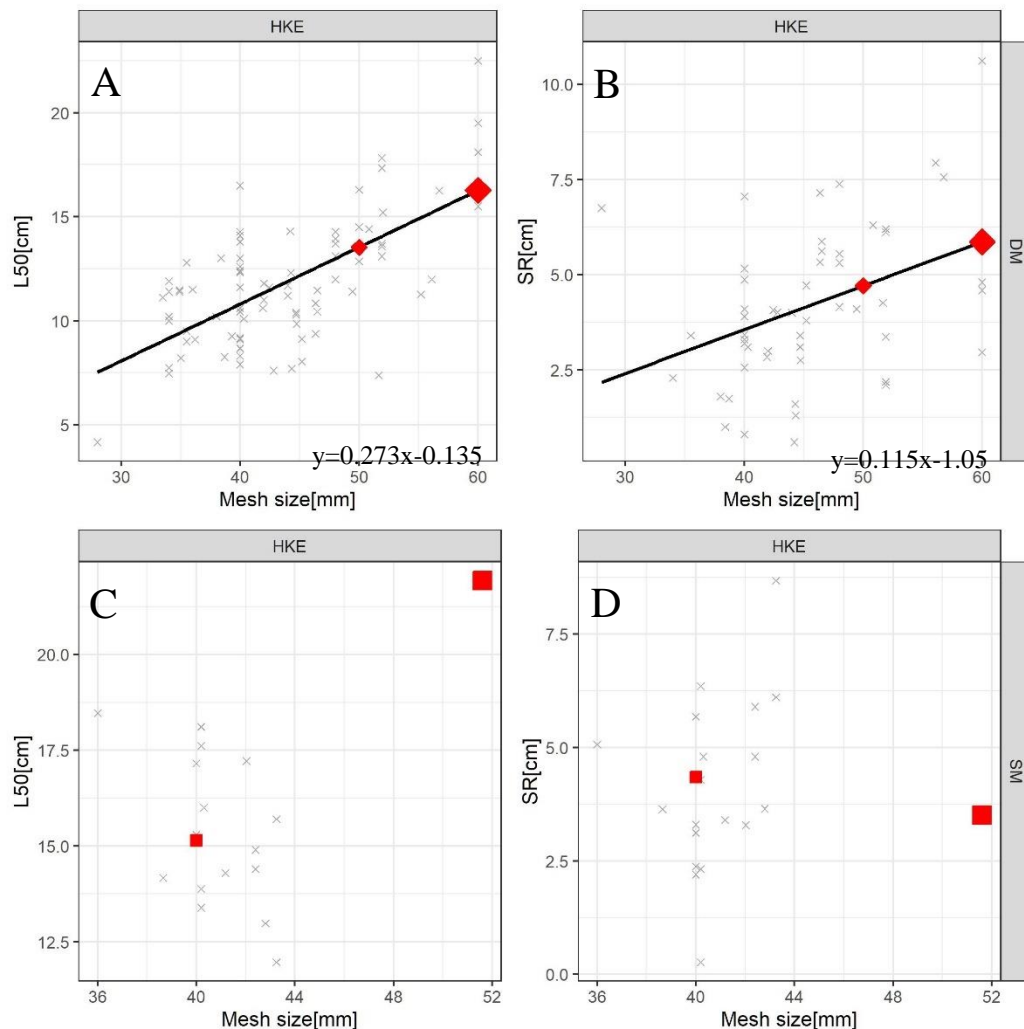 HKE
A
L50[cm]
20
15
10
5
30
40
50
60
y=0.273x-0.135
Mesh size[mm]
HKE
B
SR[cm]
10.0
7.5
5.0
2.5
30
40
50
60
y=0.115x-1.05
Mesh size[mm]
DM
HKE
C
L50[cm]
20.0
17.5
15.0
12.5
36
40
44
48
52
Mesh size[mm]
HKE
D
SR[cm]
7.5
5.0
2.5
0.0
36
40
44
48
52
Mesh size[mm]
SM